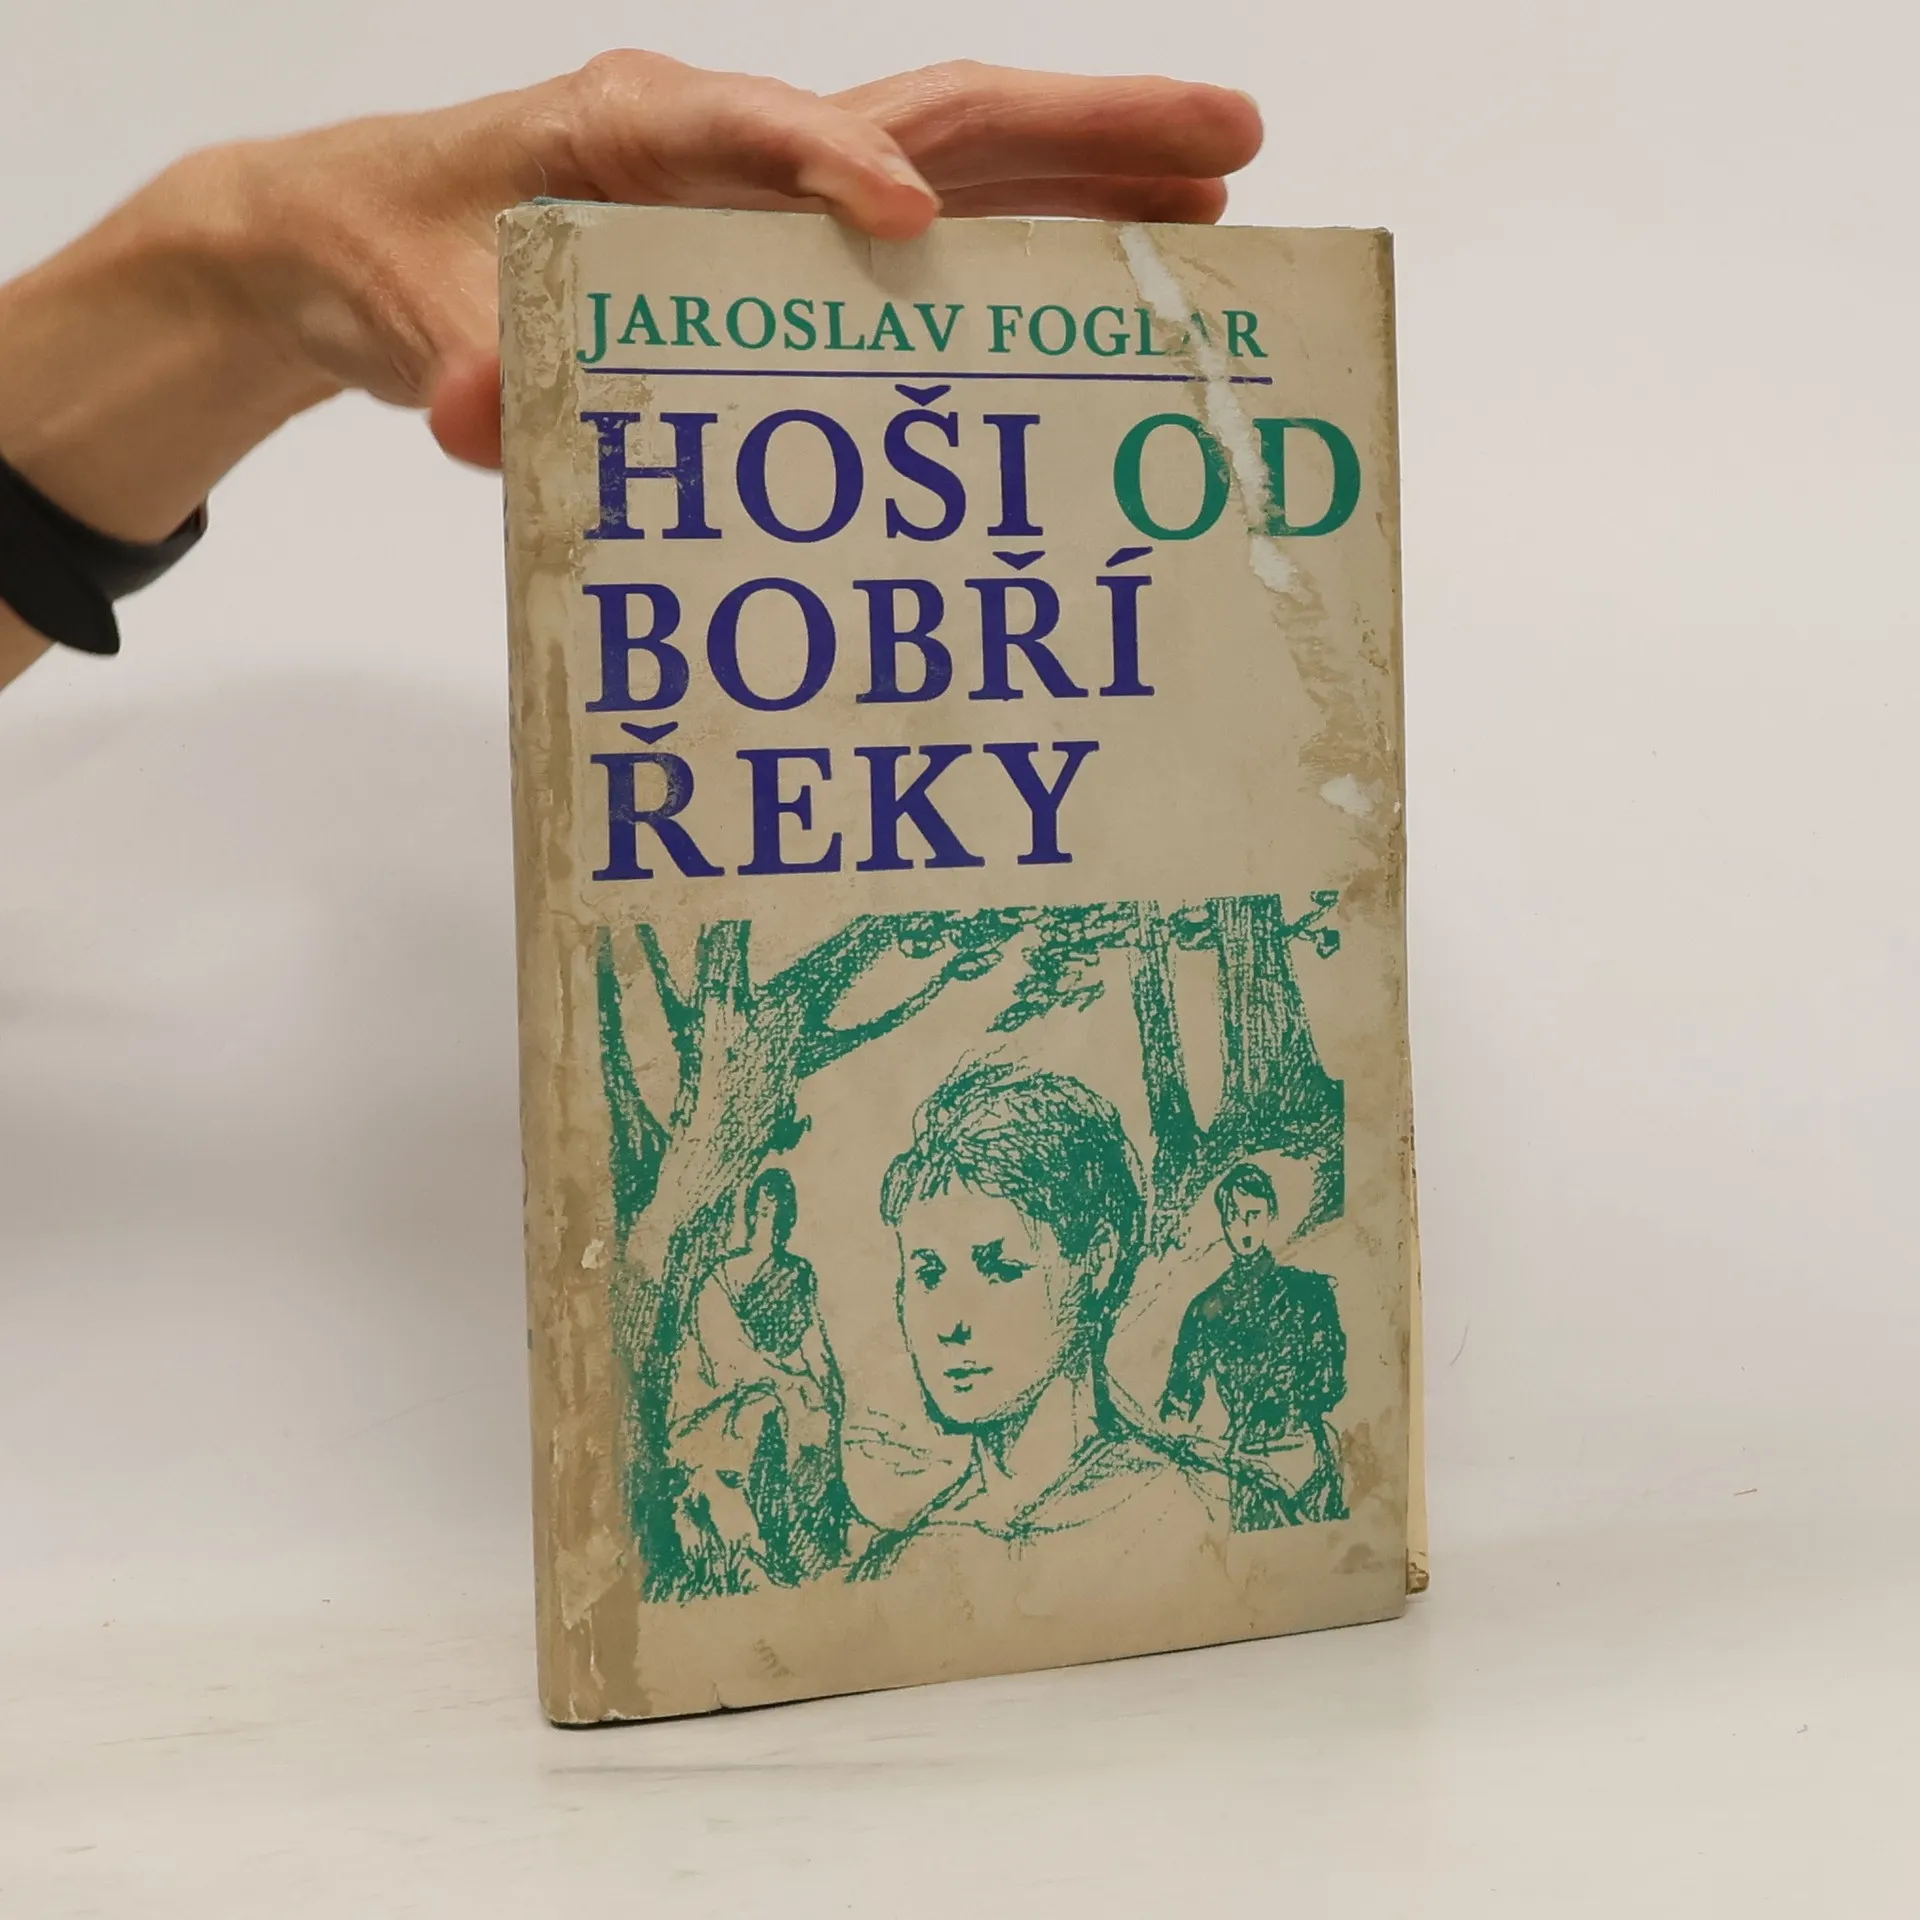 JAROSLAV FOGLAR
HOŠI OD
BOBŘÍ
ŘEKY